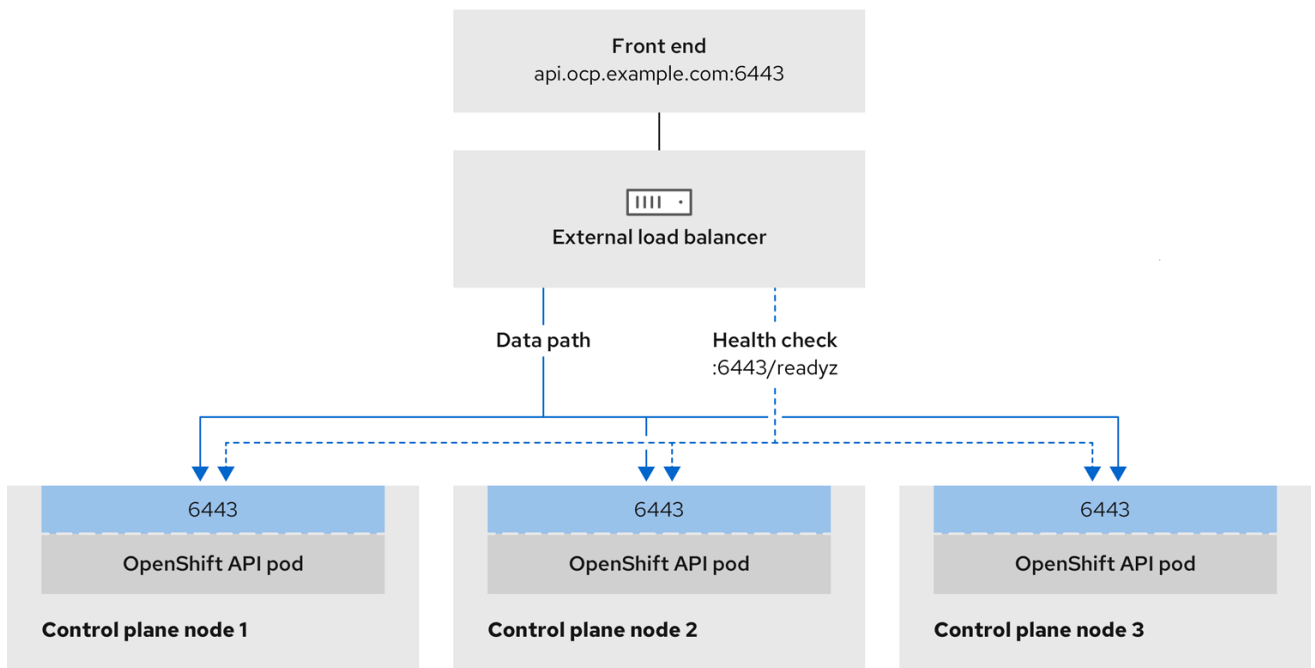 Front end
api.ocp.example.com:6443
External load balancer
Data path
Health check
:6443/readyz
6443
6443
6443
OpenShift API pod
OpenShift API pod
OpenShift API pod
Control plane node 1
Control plane node 2
Control plane node 3